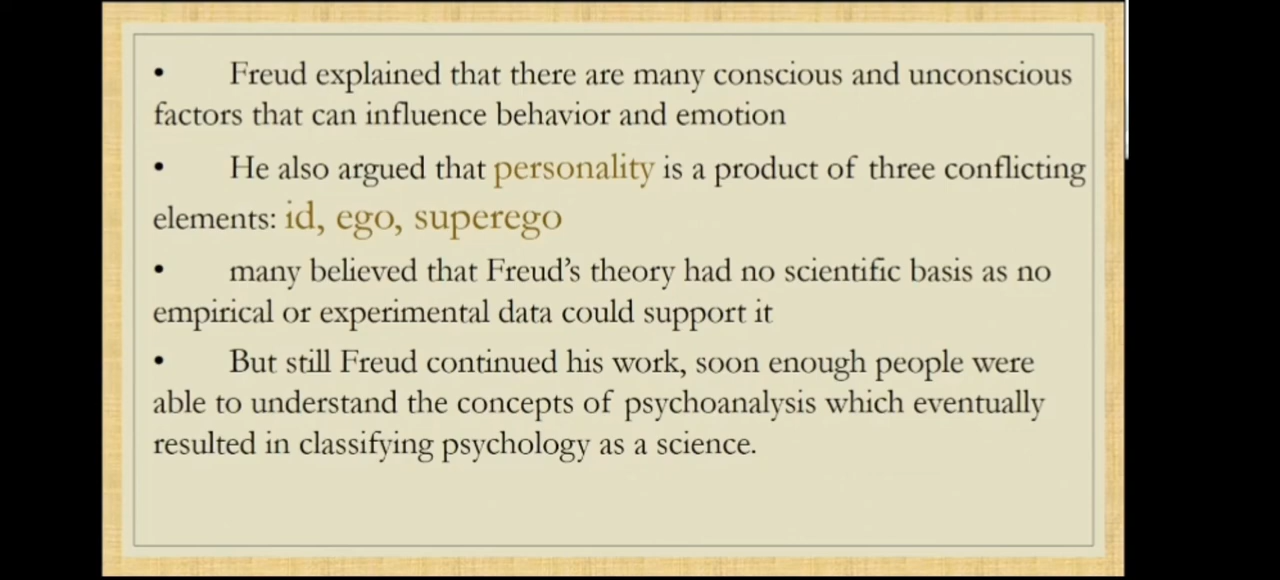 • Freud explained that there are many conscious and unconscious
factors that can influence behavior and emotion
• He also argued that personality is a product of three conflicting
elements: id, ego, superego
• many believed that Freud’s theory had no scientific basis as no
empirical or experimental data could support it
• But still Freud continued his work, soon enough people were
able to understand the concepts of psychoanalysis which eventually
resulted in classifying psychology as a science.